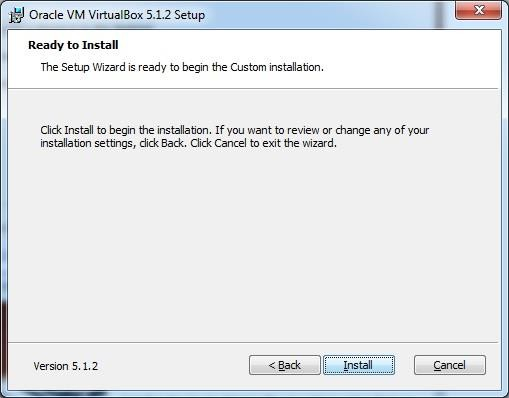 Oracle VM VirtualBox 5.1.2 Setup
Ready to Install
The Setup Wizard is ready to begin the Custom installation.
Click Install to begin the installation. If you want to review or change any of your
installation settings, click Back. Click Cancel to exit the wizard.
Version 5.1.2
< Back
Install
Cancel